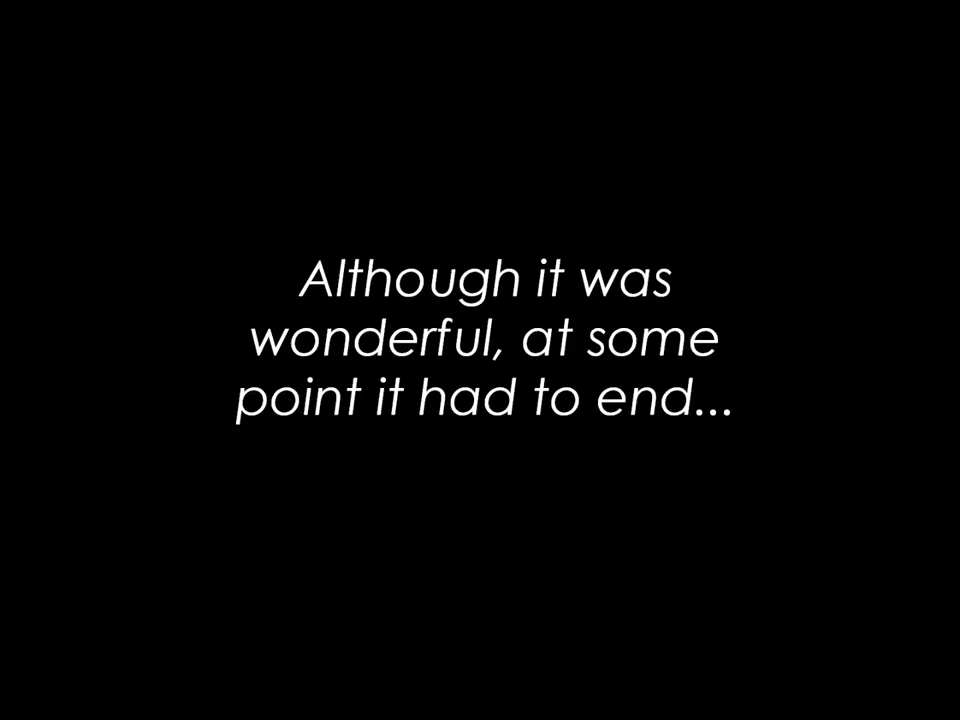 Although it was
wonderful, at some
point it had to end...